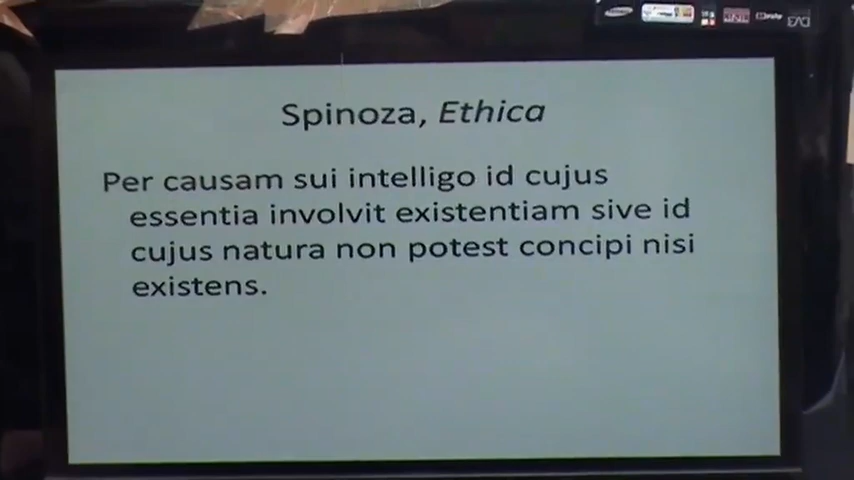 Spinoza, Ethica
Per causam sui intelligo id cujus
essentia involvit existentiam sive id
cujus natura non potest concipi nisi
existens.